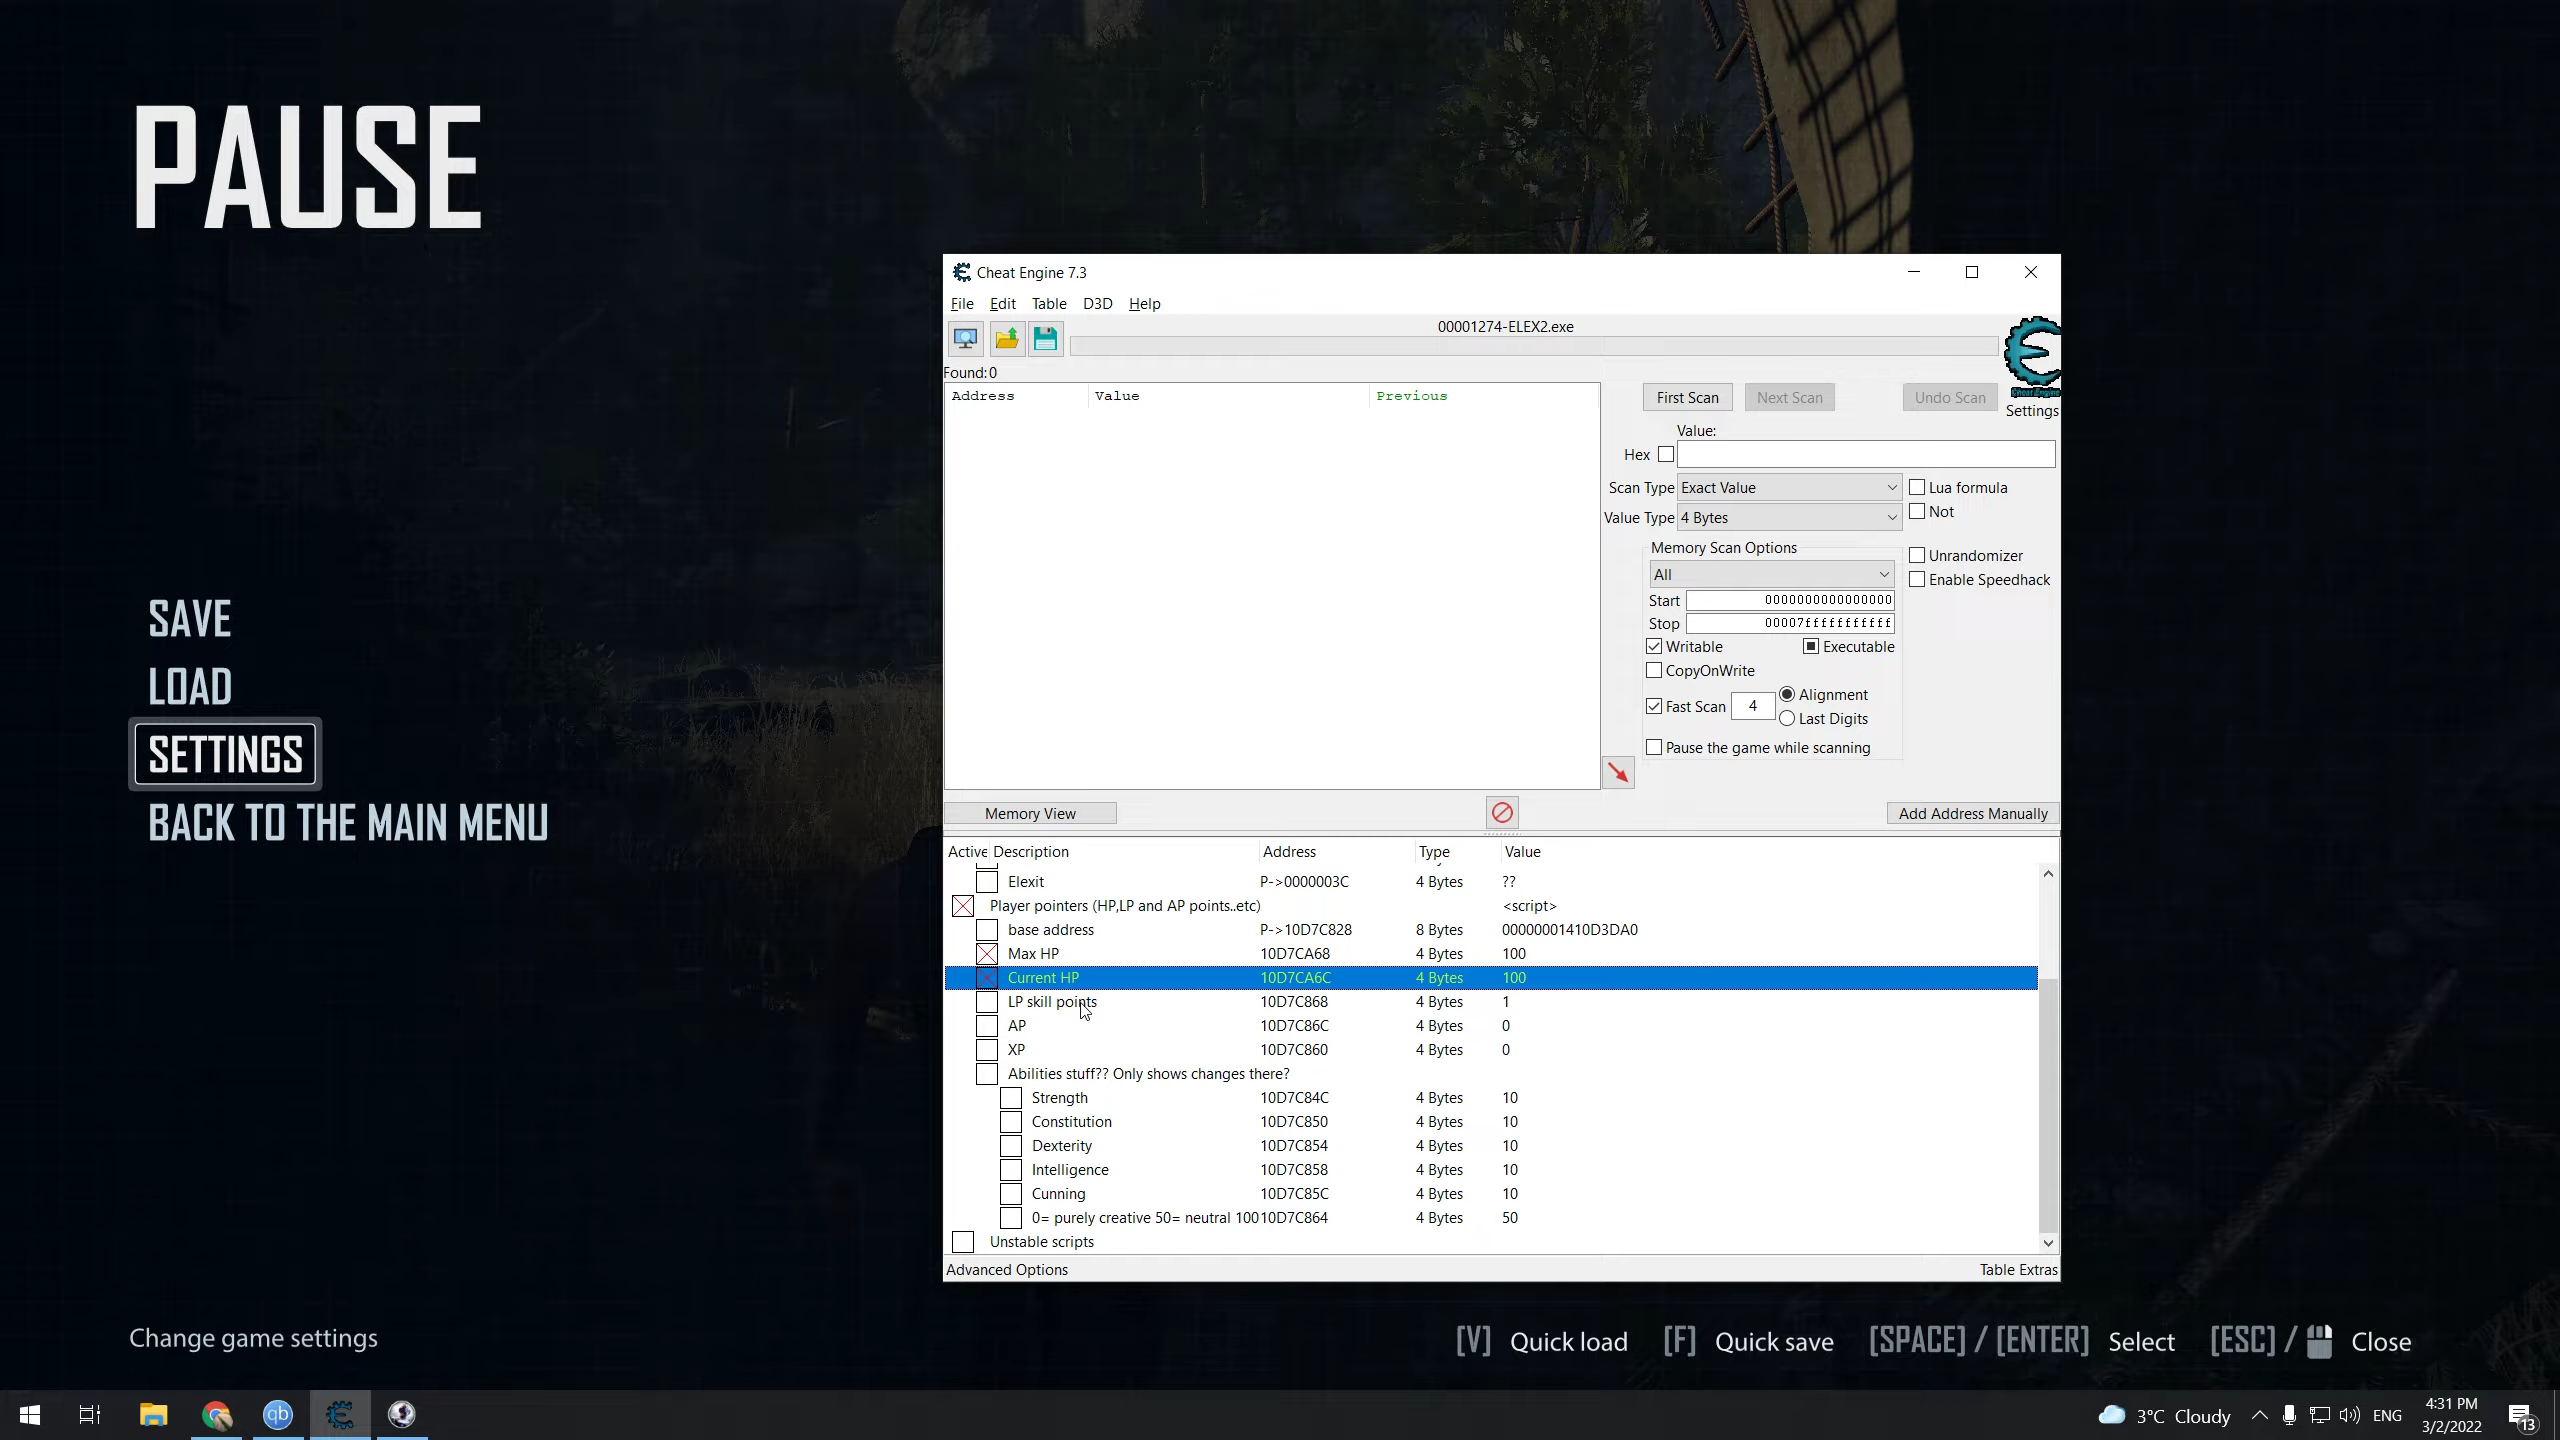 PAUSE
SAVE
LOAD
SETTINGS
BACK TO THE MAIN MENU
Cheat Engine 7.3
File Edit Table D3D Help
00001274-ELEX2.exe
Found:0
Address Value Previous
First Scan Next Scan Undo Scan
Settings
Value:
Hex
Scan Type Exact Value Lua formula
Value Type 4 Bytes Not
Memory Scan Options
All
Unrandomizer
Enable Speedhack
Start 0000000000000000
Stop 00007fffffffffff
Writable Executable
CopyOnWrite
Fast Scan 4 Alignment
Last Digits
Pause the game while scanning
Memory View Add Address Manually
Active Description Address Type Value
Elexit P->0000003C 4 Bytes ??
Player pointers (HP,LP and AP points..etc) <script>
base address P->10D7C828 8 Bytes 00000001410D3DA0
Max HP 10D7CA68 4 Bytes 100
Current HP 10D7CA6C 4 Bytes 100
LP skill points 10D7C868 4 Bytes 1
AP 10D7C86C 4 Bytes 0
XP 10D7C860 4 Bytes 0
Abilities stuff?? Only shows changes there?
Strength 10D7C84C 4 Bytes 10
Constitution 10D7C850 4 Bytes 10
Dexterity 10D7C854 4 Bytes 10
Intelligence 10D7C858 4 Bytes 10
Cunning 10D7C85C 4 Bytes 10
0= purely creative 50= neutral 100 10D7C864 4 Bytes 50
Unstable scripts
Advanced Options Table Extras
Change game settings
[V] Quick load [F] Quick save [SPACE] / [ENTER] Select [ESC] / Close
qb
3°C Cloudy ENG 4:31 PM
3/2/2022
13